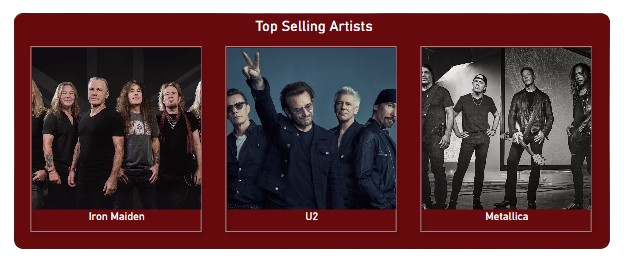 Top Selling Artists
Iron Maiden
U2
Metallica